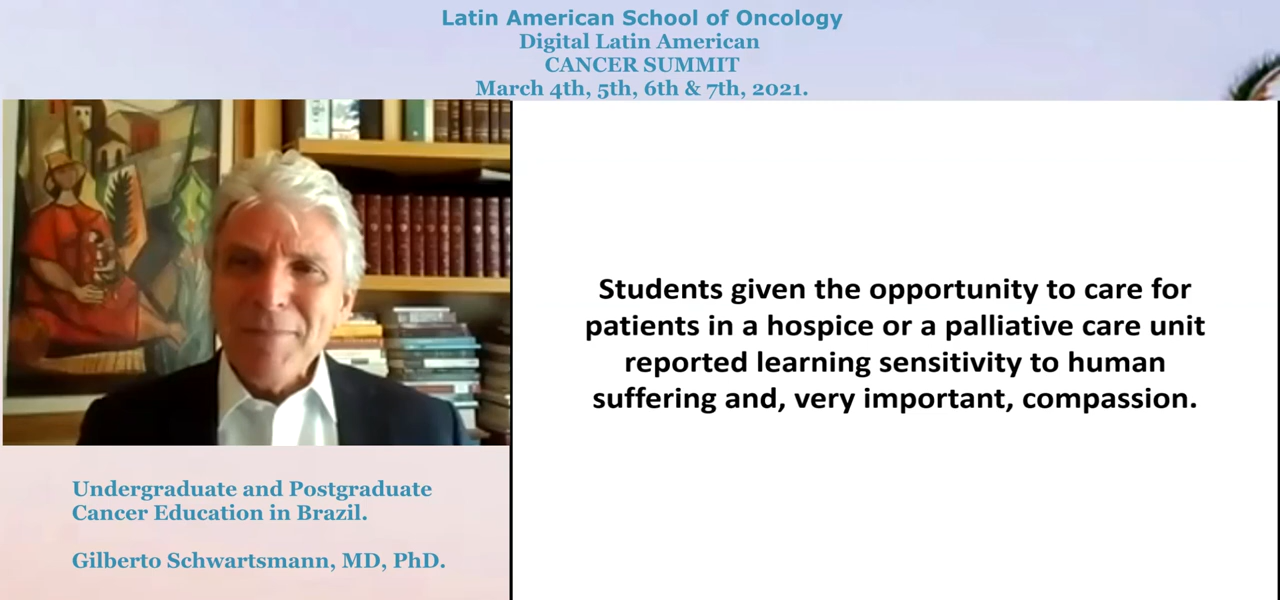 Latin American School of Oncology
Digital Latin American
CANCER SUMMIT
March 4th, 5th, 6th & 7th, 2021.
Students given the opportunity to care for
patients in a hospice or a palliative care unit
reported learning sensitivity to human
suffering and, very important, compassion.
Undergraduate and Postgraduate
Cancer Education in Brazil.
Gilberto Schwartsmann, MD, PhD.